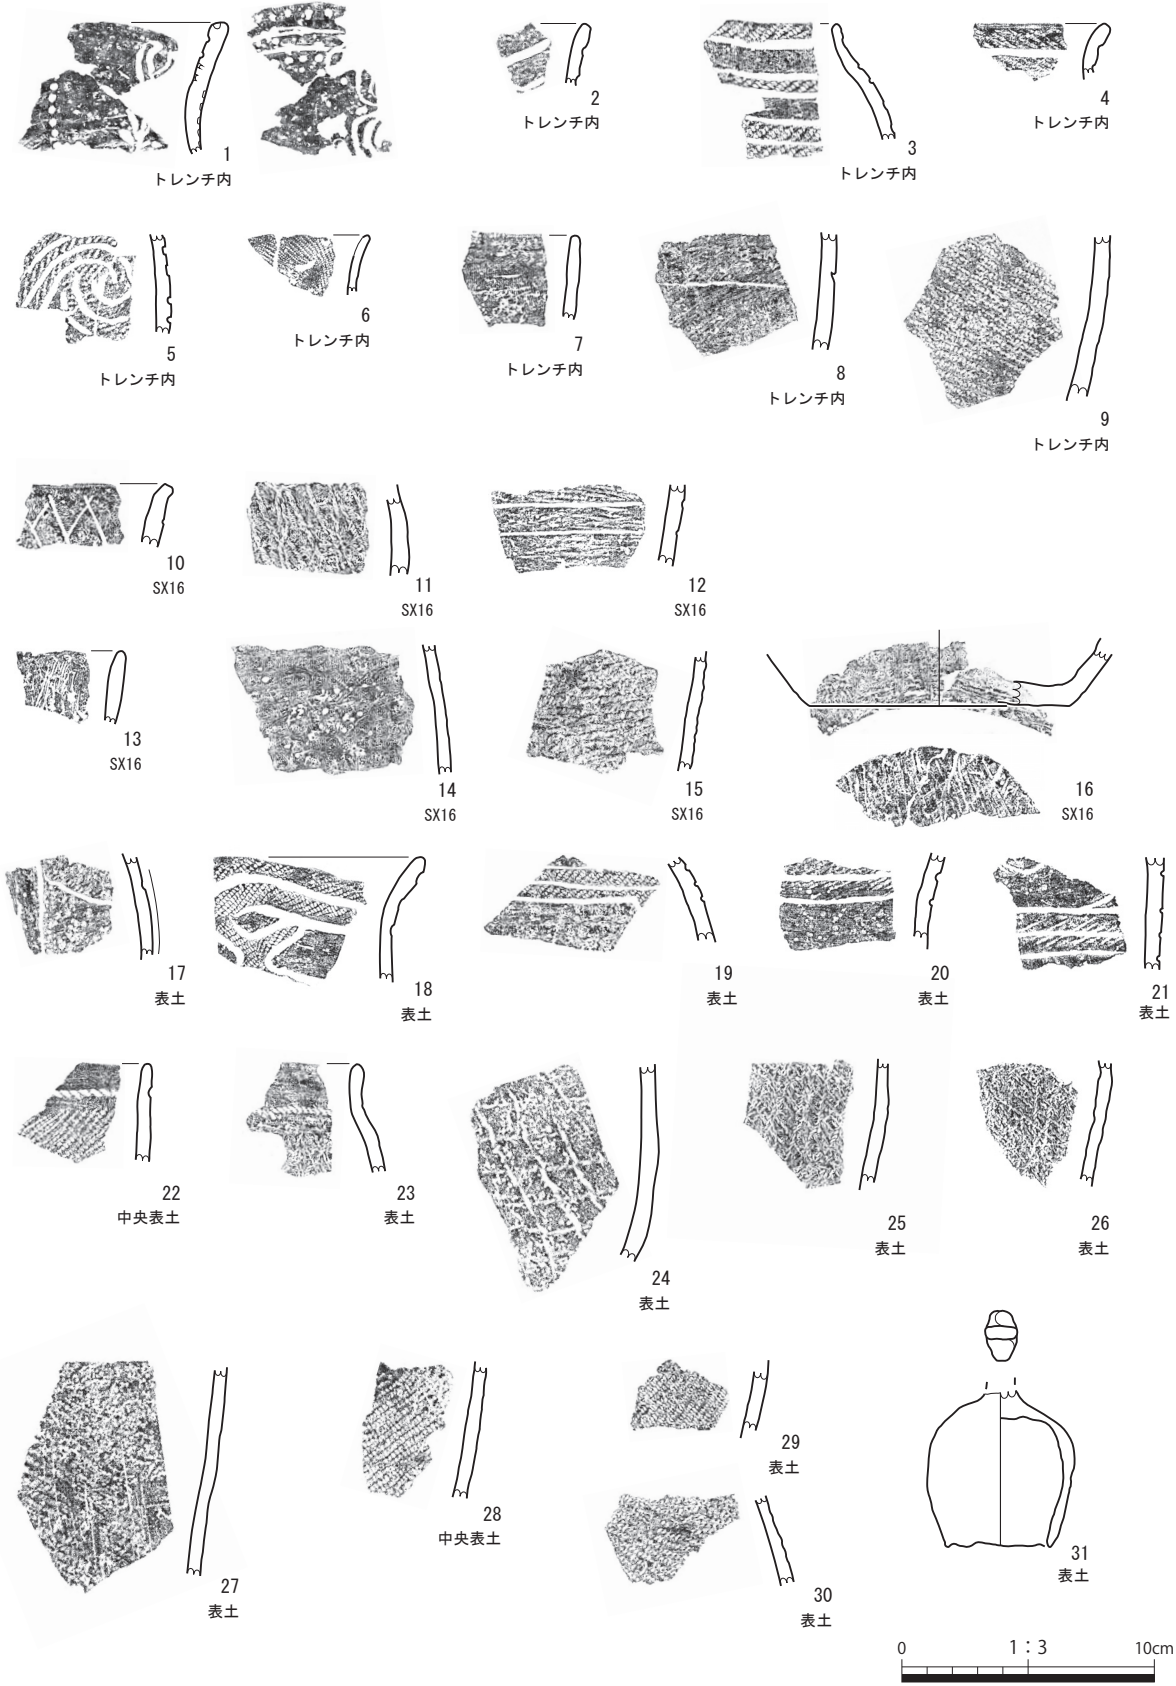 1
トレンチ内
2
トレンチ内
3
トレンチ内
4
トレンチ内
5
トレンチ内
6
トレンチ内
7
トレンチ内
8
トレンチ内
9
トレンチ内
10
SX16
11
SX16
12
SX16
13
SX16
14
SX16
15
SX16
16
SX16
17
表土
18
表土
19
表土
20
表土
21
表土
22
中央表土
23
表土
24
表土
25
表土
26
表土
27
表土
28
中央表土
29
表土
30
表土
31
表土
0 1：3 10cm